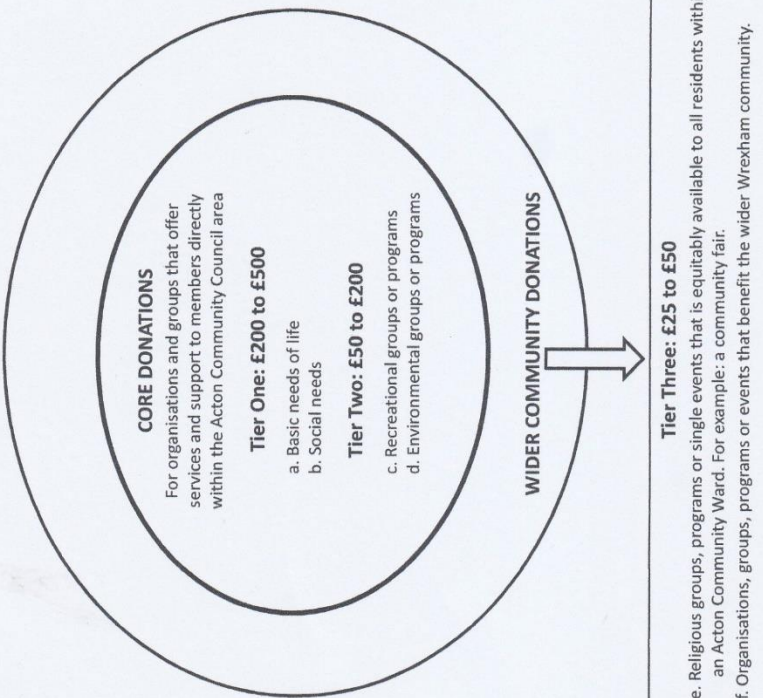 CORE DONATIONS
For organisations and groups that offer
services and support to members directly
within the Acton Community Council area
Tier One: £200 to £500
a. Basic needs of life
b. Social needs
Tier Two: £50 to £200
c. Recreational groups or programs
d. Environmental groups or programs
WIDER COMMUNITY DONATIONS
Tier Three: £25 to £50
e. Religious groups, programs or single events that is equitably available to all residents with
an Acton Community Ward. For example: a community fair.
f. Organisations, groups, programs or events that benefit the wider Wrexham community.